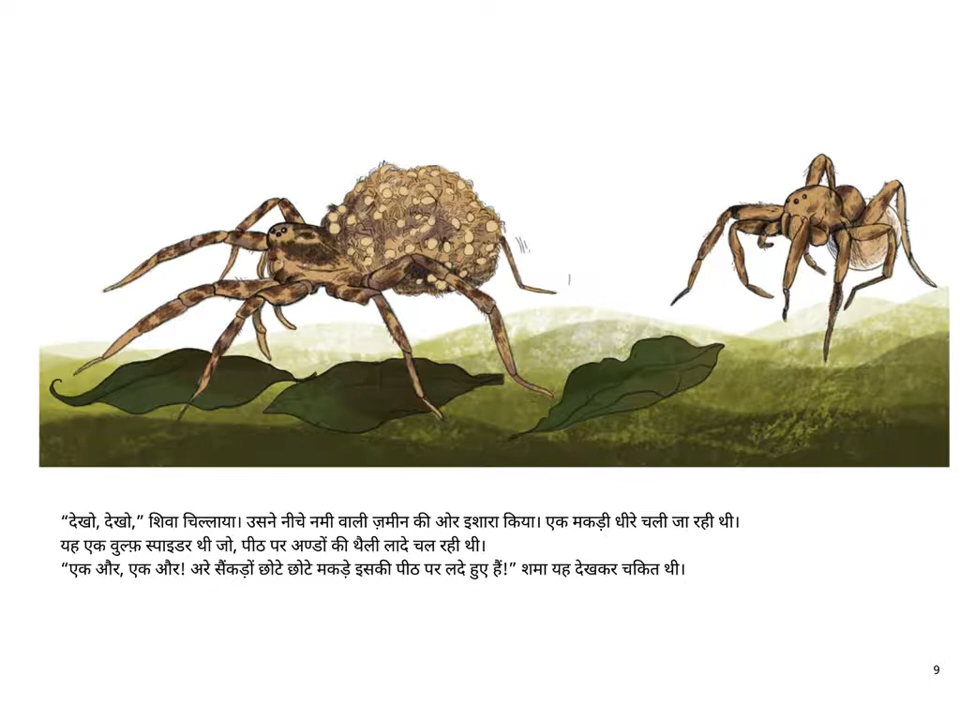 “देखो, देखो,” शिवा चिल्लाया। उसने नीचे नमी वाली ज़मीन की ओर इशारा किया। एक मकड़ी धीरे चली जा रही थी।
यह एक वुल्फ़ स्पाइडर थी जो, पीठ पर अण्डों की थैली लादे चल रही थी।
“एक और, एक और! अरे सैंकड़ों छोटे छोटे मकड़े इसकी पीठ पर लदे हुए हैं!” शमा यह देखकर चकित थी।
9